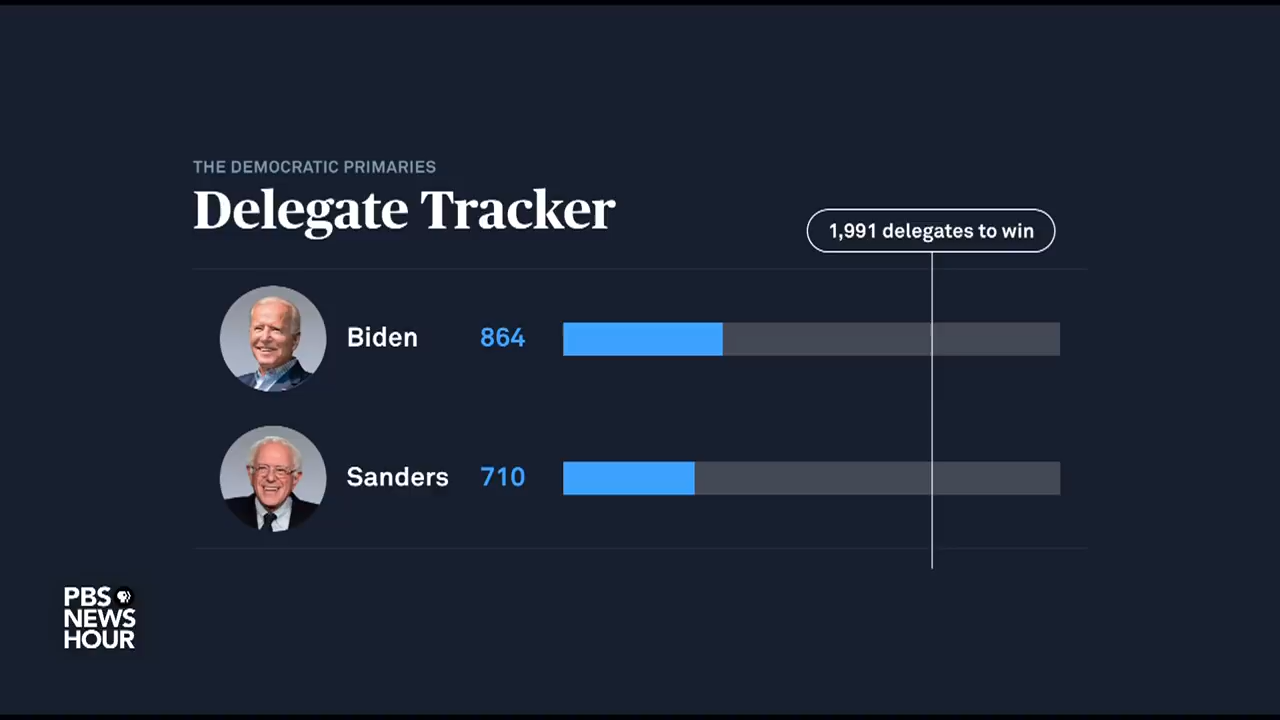 THE DEMOCRATIC PRIMARIES
Delegate Tracker
1,991 delegates to win
Biden 864
Sanders 710
PBS
NEWS
HOUR